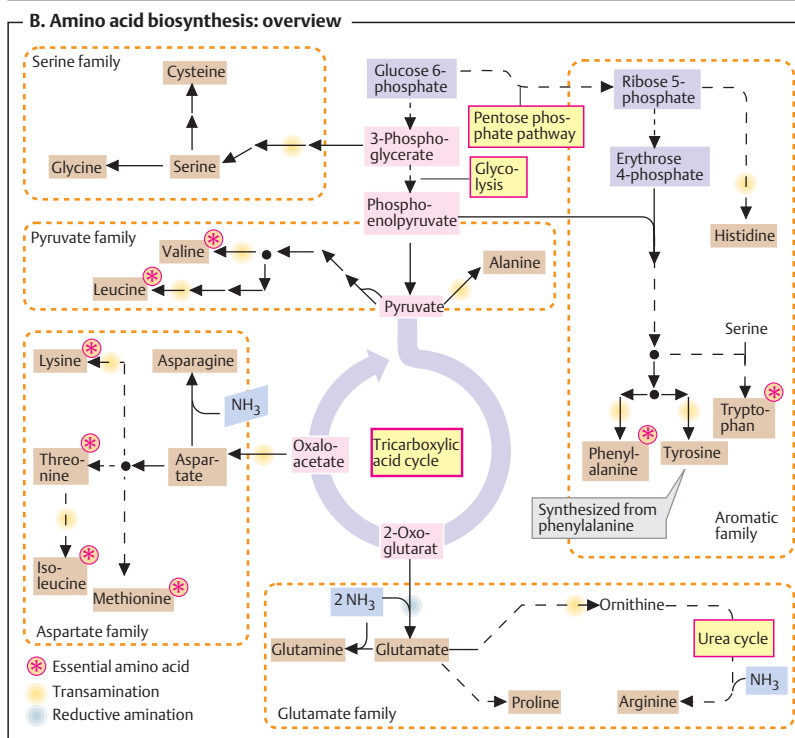 B. Amino acid biosynthesis: overview
Serine family
Cysteine
Glycine
Serine
Glucose 6-
phosphate
3-Phospho-
glycerate
Phospho-
enolpyruvate
Pentose phos-
phate pathway
Glyco-
lysis
Ribose 5-
phosphate
Erythrose
4-phosphate
Histidine
Pyruvate family
Valine
Leucine
Pyruvate
Alanine
Serine
Trypto-
phan
Phenyl-
alanine
Tyrosine
Synthesized from
phenylalanine
Aromatic
family
Lysine
Asparagine
NH3
Threo-
nine
Aspar-
tate
Iso-
leucine
Methionine
Aspartate family
Oxalo-
acetate
Tricarboxylic
acid cycle
2-Oxo-
glutarat
2 NH3
Glutamine
Glutamate
Ornithine
Urea cycle
NH3
Proline
Arginine
Glutamate family
Essential amino acid
Transamination
Reductive amination